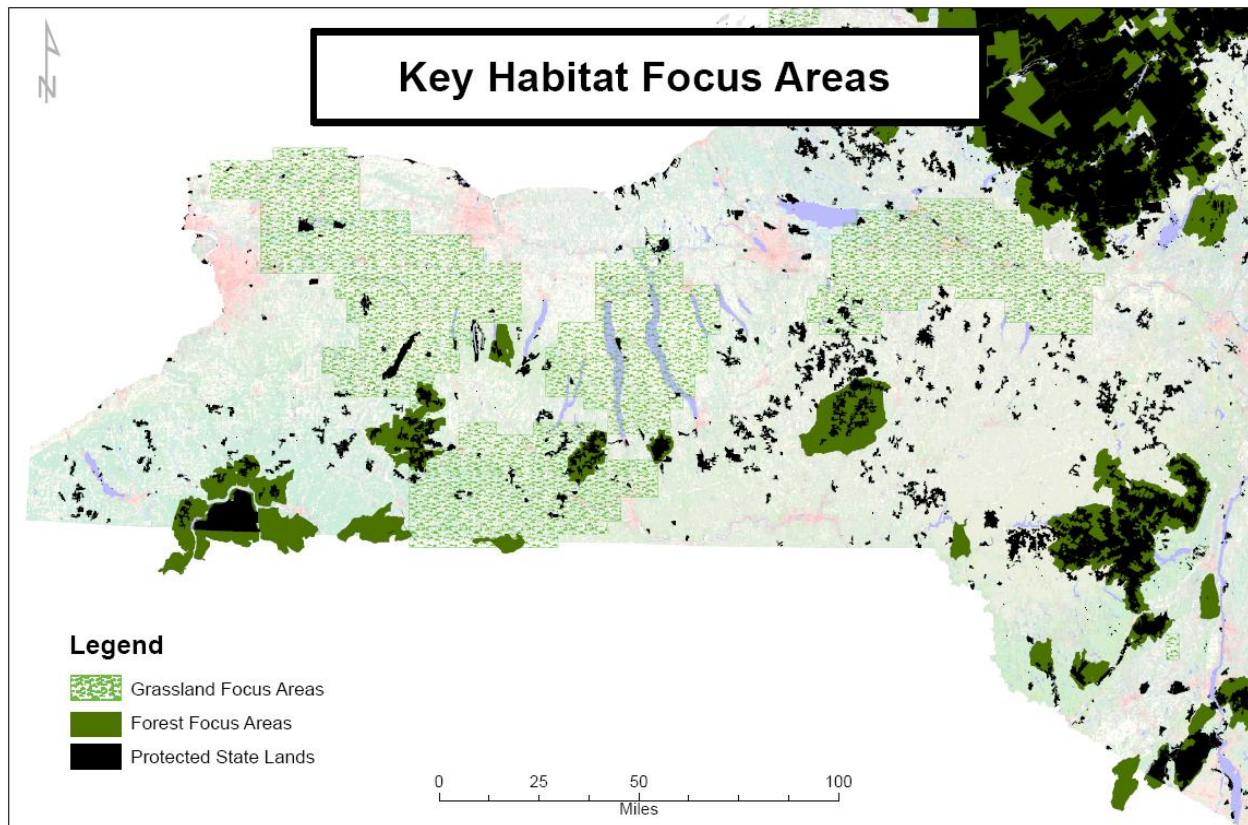 N
Key Habitat Focus Areas
Legend
Grassland Focus Areas
Forest Focus Areas
Protected State Lands
0 25 50 100
Miles